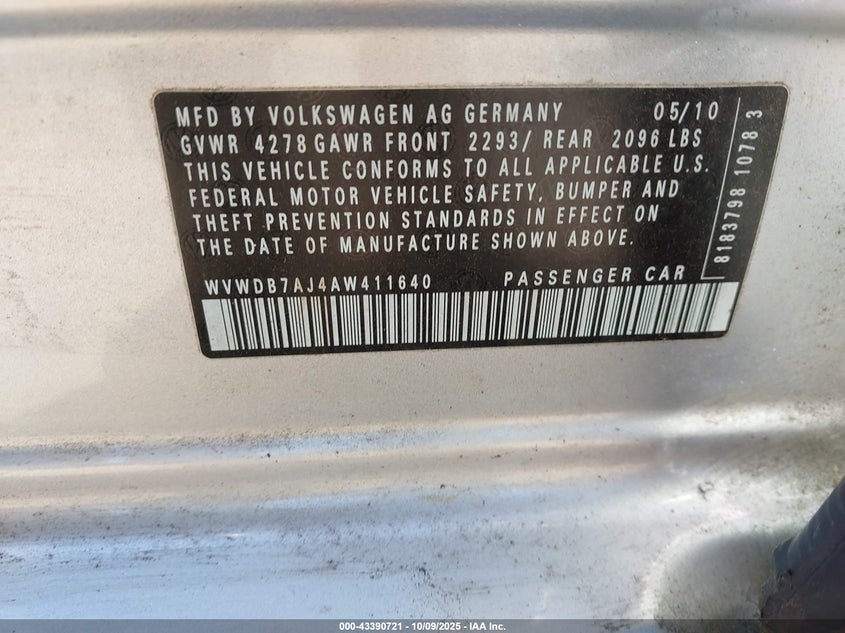 MFD BY VOLKSWAGEN AG GERMANY 05/10
GVWR 4278 GAWR FRONT 2293/ REAR 2096 LBS
THIS VEHICLE CONFORMS TO ALL APPLICABLE U.S.
FEDERAL MOTOR VEHICLE SAFETY, BUMPER AND
THEFT PREVENTION STANDARDS IN EFFECT ON
THE DATE OF MANUFACTURE SHOWN ABOVE.
WVWDB7AJ4AW411640 PASSENGER CAR
8183798 1078 3
000-43390721 - 10/09/2025 - IAA Inc.